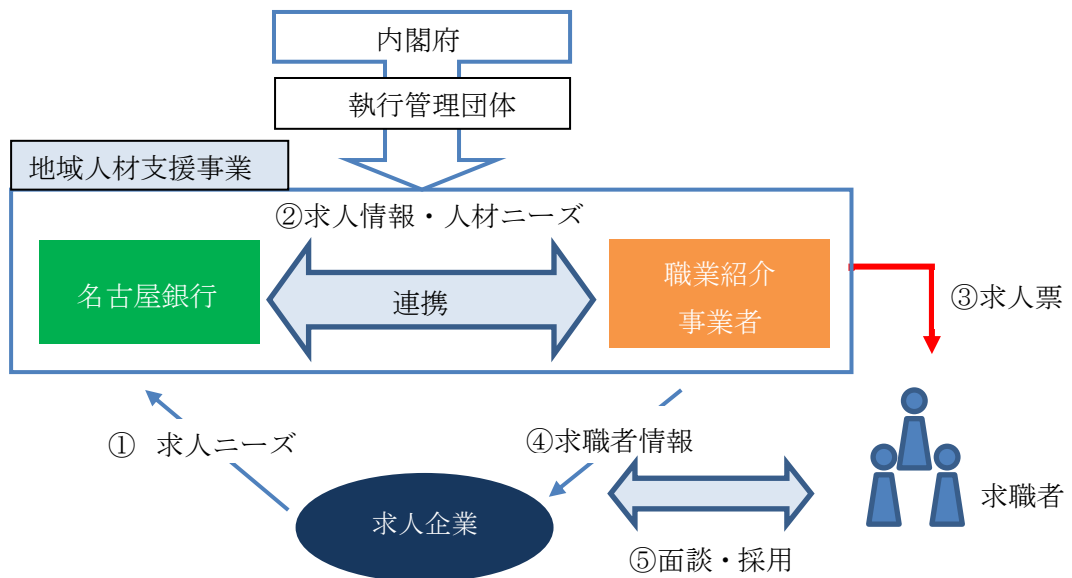 内閣府
執行管理団体
地域人材支援事業
②求人情報・人材ニーズ
名古屋銀行
連携
職業紹介
事業者
③求人票
① 求人ニーズ
④求職者情報
求人企業
求職者
⑤面談・採用